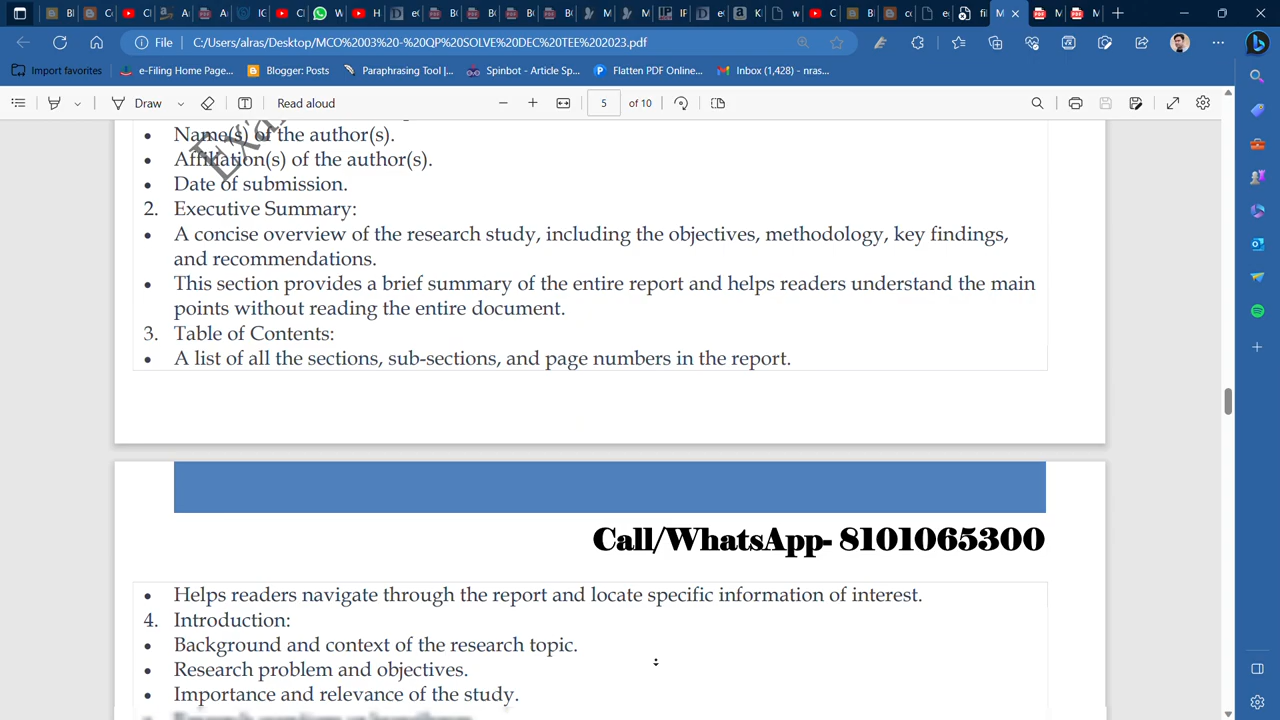 File
C:/Users/alras/Desktop/MCO%2003%20-%20QP%20SOLVE%20DEC%20TEE%202023.pdf
Import favorites
e-Filing Home Page...
Blogger: Posts
Paraphrasing Tool |...
Spinbot - Article Sp...
Flatten PDF Online...
Inbox (1,428) - nras...
Draw
Read aloud
5 of 10
Exa
• Name(s) of the author(s).
• Affiliation(s) of the author(s).
• Date of submission.
2. Executive Summary:
• A concise overview of the research study, including the objectives, methodology, key findings,
and recommendations.
• This section provides a brief summary of the entire report and helps readers understand the main
points without reading the entire document.
3. Table of Contents:
• A list of all the sections, sub-sections, and page numbers in the report.
Call/WhatsApp- 8101065300
• Helps readers navigate through the report and locate specific information of interest.
4. Introduction:
• Background and context of the research topic.
• Research problem and objectives.
• Importance and relevance of the study.